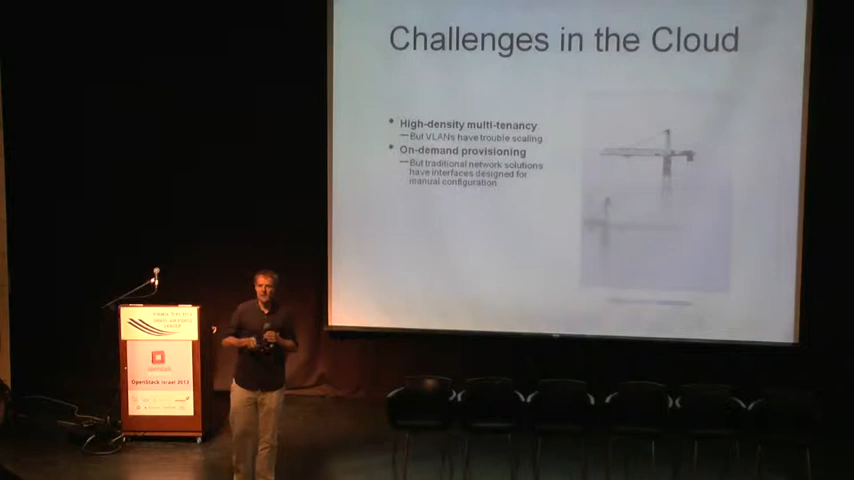 Challenges in the Cloud
• High-density multi-tenancy
—But VLANs have trouble scaling
• On-demand provisioning
—But traditional network solutions
have interfaces designed for
manual configuration
openstack
OpenStack Israel 2013